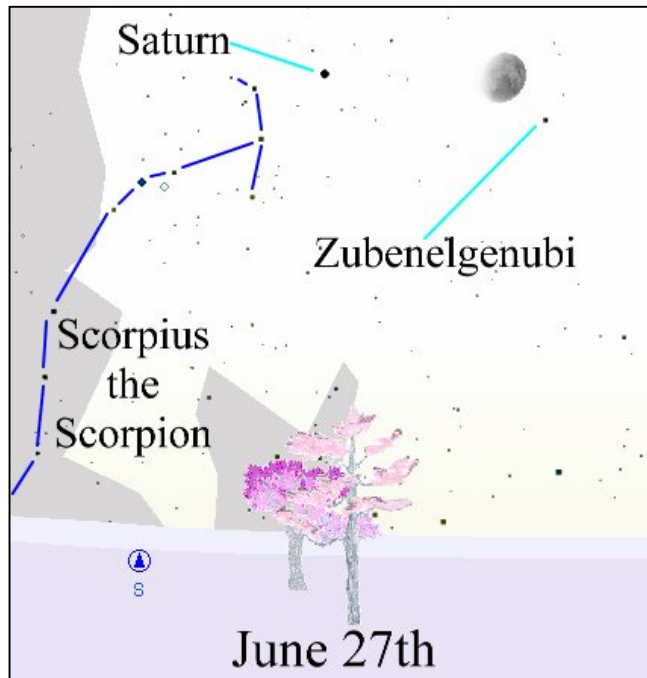 Saturn
Zubenelgenubi
Scorpius
the
Scorpion
S
June 27th